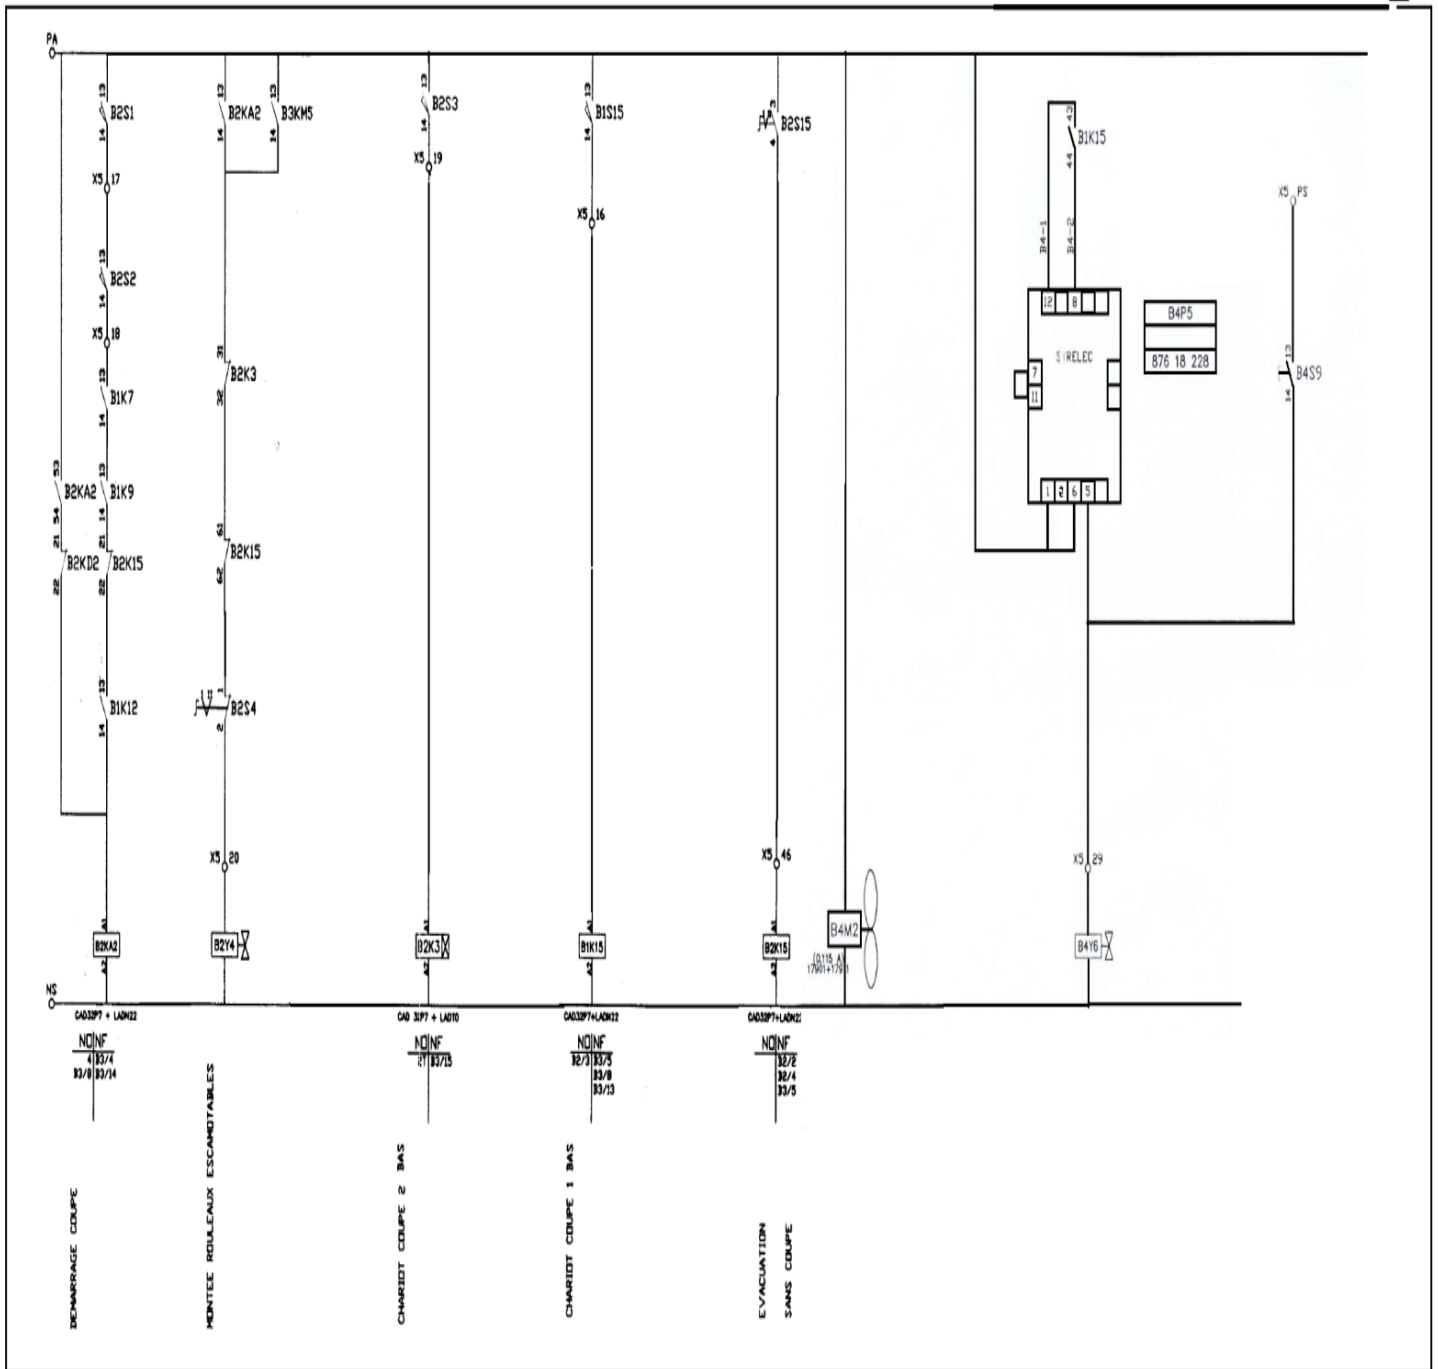 PA
13
B2S1
14
X5 17
13
B2S2
14
X5 18
13
B1K7
14
53
B2KA2
54
13
B1K9
14
21
B2KD2
22
21
B2K15
22
13
B1K12
14
A1
B2KA2
A2
13
B2KA2
14
13
B3KM5
14
31
B2K3
32
61
B2K15
62
1
B2S4
2
X5 20
B2Y4
13
B2S3
14
X5 19
A1
B2K3
A2
13
B1S15
14
X5 16
A1
B1K15
A2
3
B2S15
4
X5 46
A1
B2K15
A2
B4M2
(0,115 A)
43
B1K15
44
B4-1
B4-2
12 8
7
11
1 2 6 5
B4P5
876 18 228
X5 PS
13
B4S9
14
X5 29
B4Y6
NS
CAD32P7 + LADN22
NO NF
4 B3/4
B3/8 B3/14
CAD 32P7 + LADT0
NO NF
B3/15
CAD32P7+LADN22
NO NF
B2/3 B3/5
B3/8
B3/13
NO NF
B2/2
B2/4
B3/5
DEMARRAGE COUPE
MONTEE ROULEAUX ESCAMOTABLES
CHARIOT COUPE 2 BAS
CHARIOT COUPE 1 BAS
EVACUATION
SANS COUPE